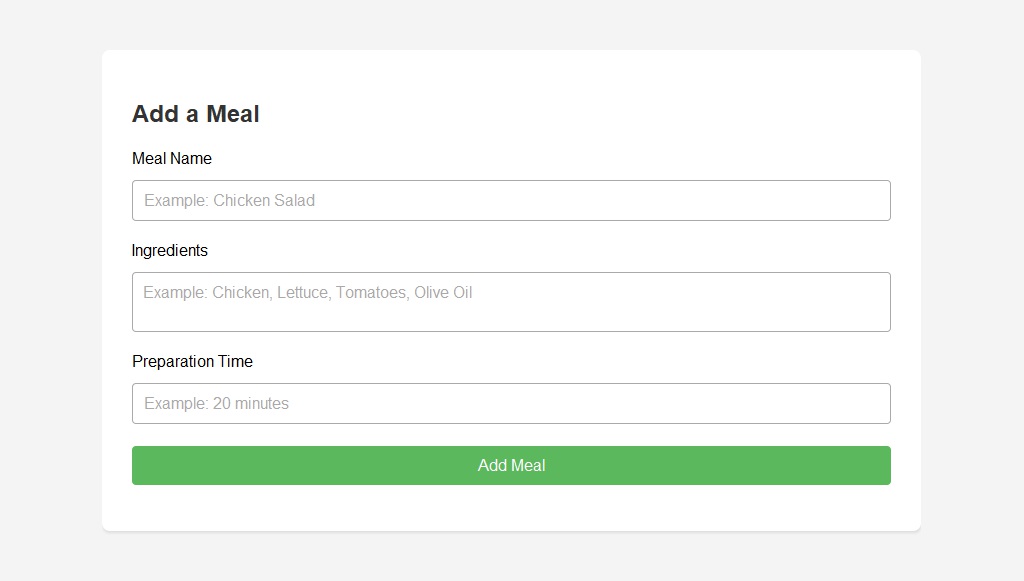 Add a Meal
Meal Name
Example: Chicken Salad
Ingredients
Example: Chicken, Lettuce, Tomatoes, Olive Oil
Preparation Time
Example: 20 minutes
Add Meal